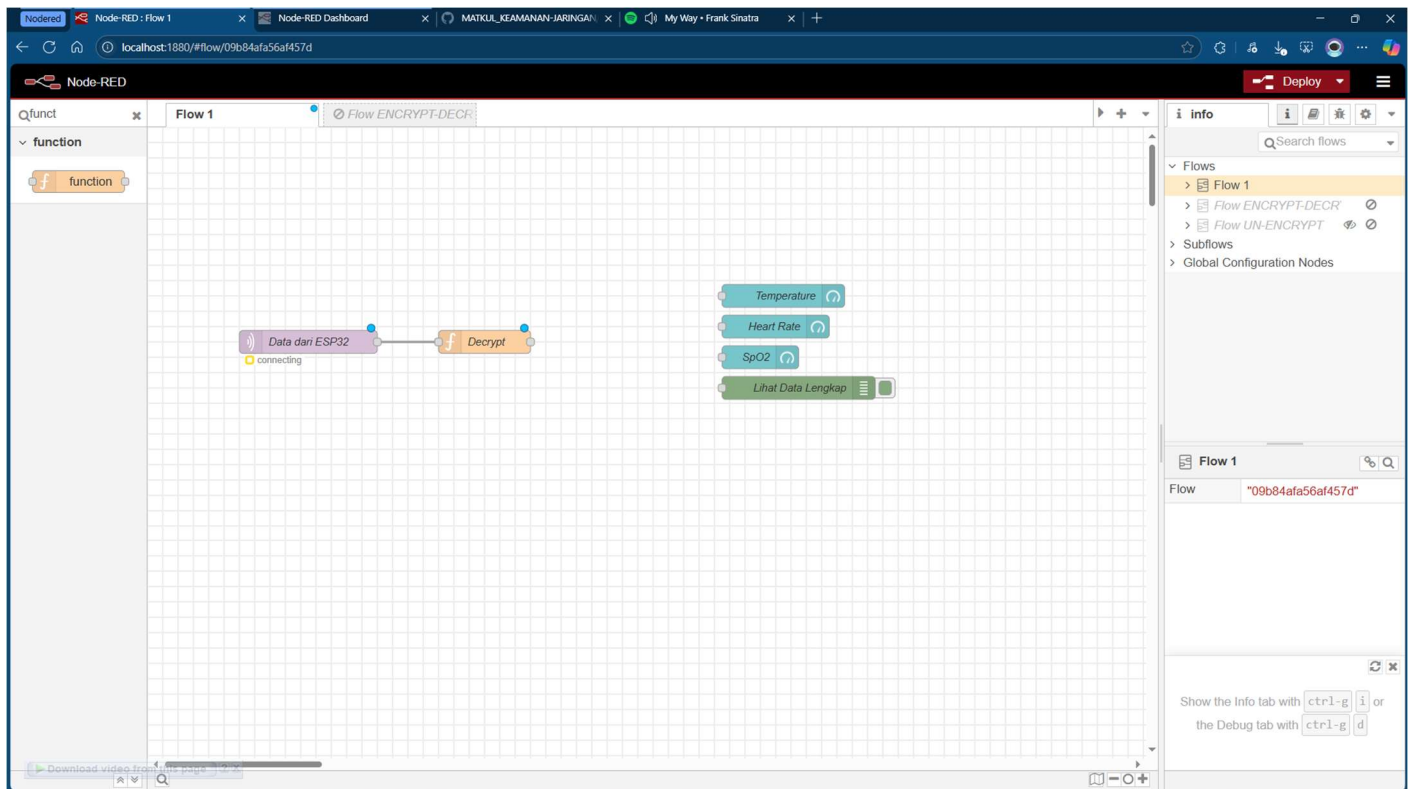 Nodered
Node-RED : Flow 1
Node-RED Dashboard
MATKUL_KEAMANAN-JARINGAN
My Way • Frank Sinatra
localhost:1880/#flow/09b84afa56af457d
Node-RED
Deploy
funct
Flow 1
Flow ENCRYPT-DECR
i info
function
Search flows
function
Flows
Flow 1
Flow ENCRYPT-DECR
Flow UN-ENCRYPT
Subflows
Global Configuration Nodes
Temperature
Heart Rate
Data dari ESP32
Decrypt
connecting
SpO2
Lihat Data Lengkap
Flow 1
Flow
"09b84afa56af457d"
Show the Info tab with ctrl-g i or
the Debug tab with ctrl-g d
Download video from this page